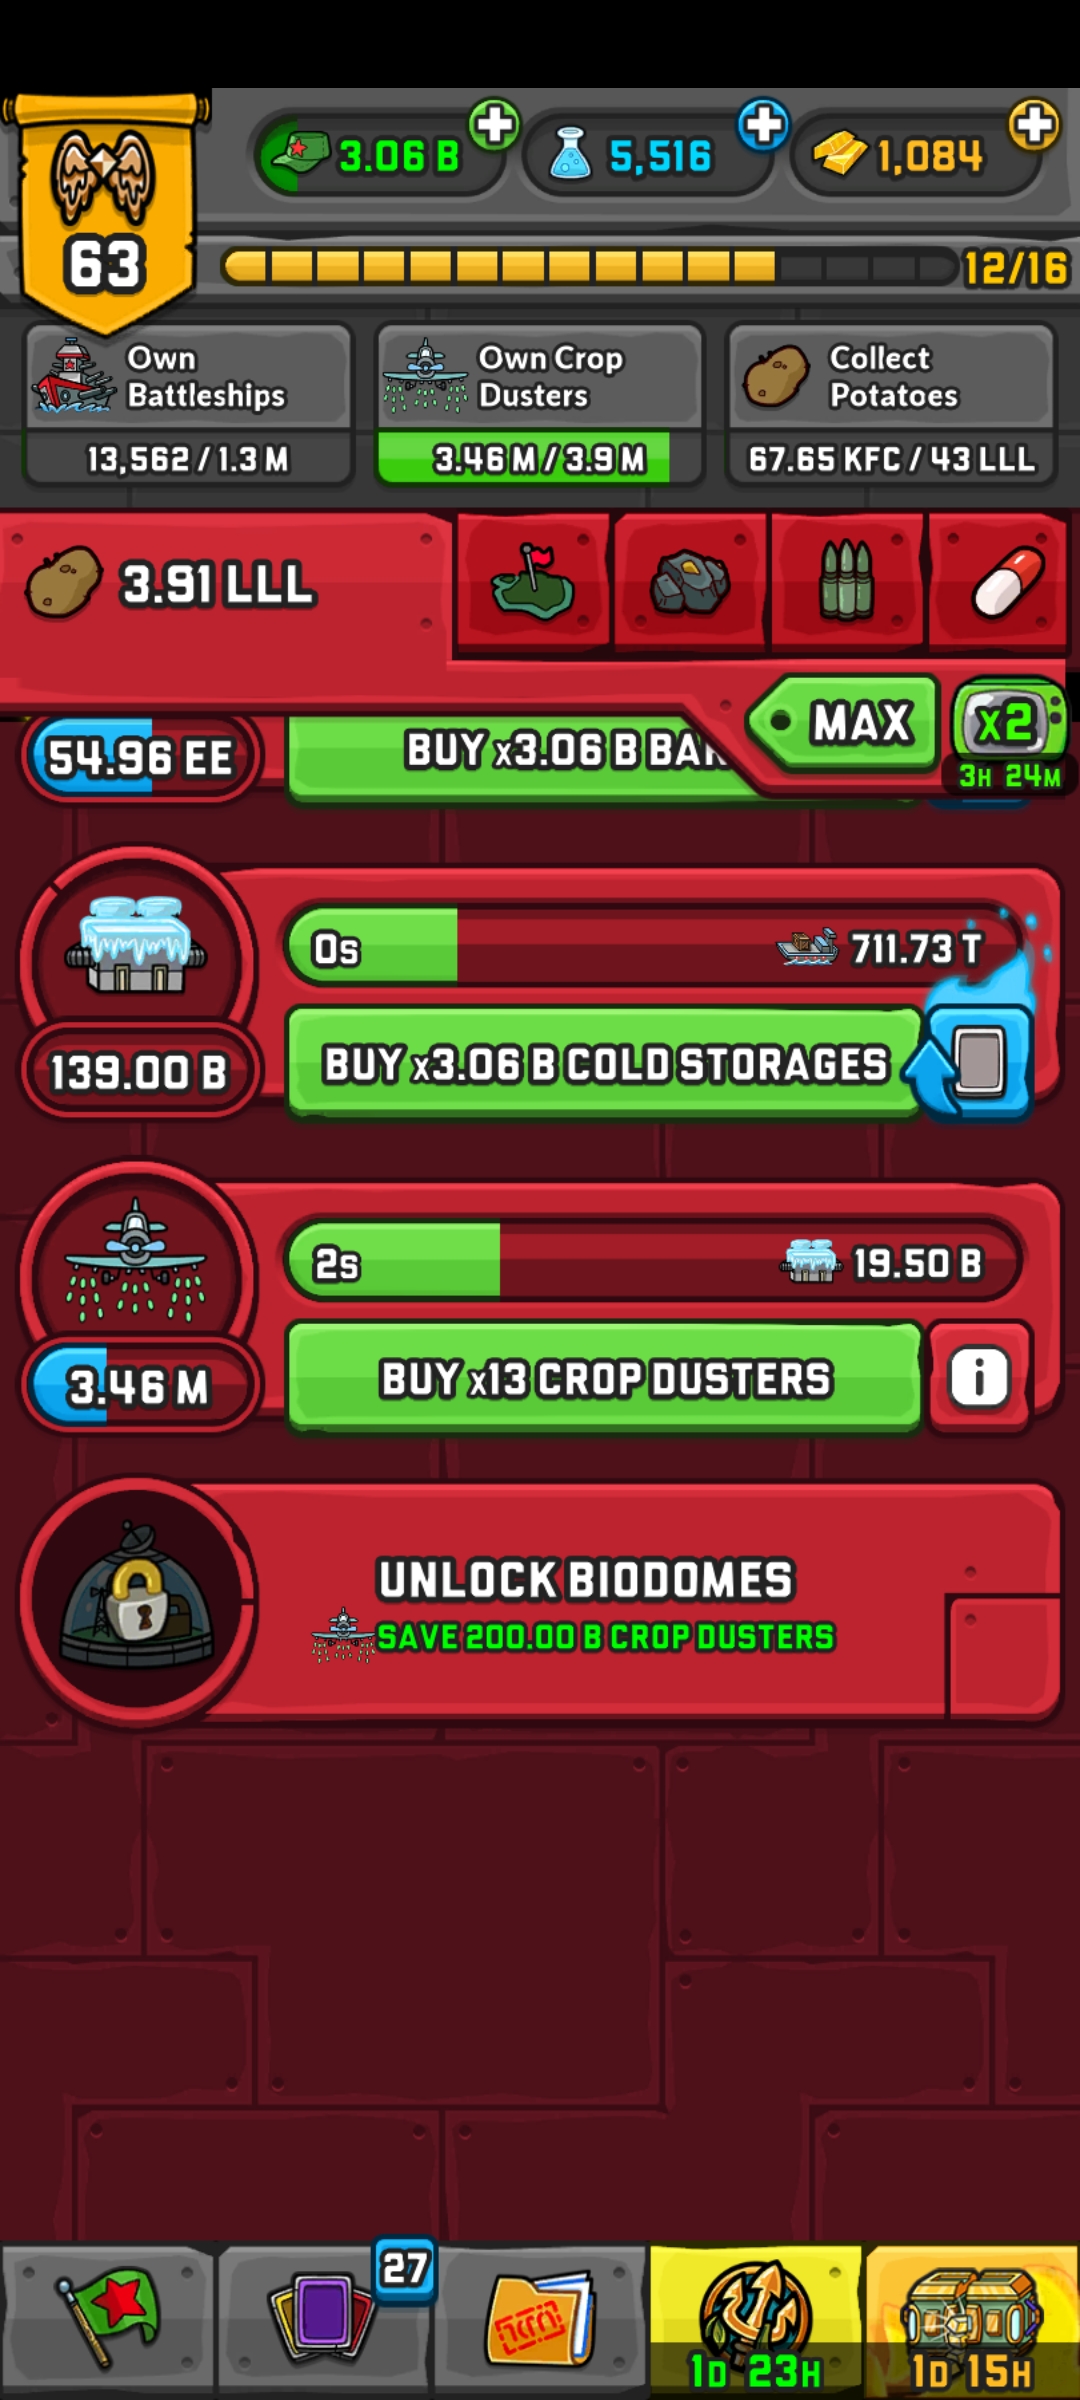 3.06 B
5,516
1,084
63
12/16
Own
Battleships
13,562 / 1.3 M
Own Crop
Dusters
3.46 M / 3.9 M
Collect
Potatoes
67.65 KFC / 43 LLL
3.91 LLL
MAX
x2
3H 24M
54.96 EE
BUY x3.06 B
0s
711.73 T
139.00 B
BUY x3.06 B COLD STORAGES
2s
19.50 B
3.46 M
BUY x13 CROP DUSTERS
i
UNLOCK BIODOMES
SAVE 200.00 B CROP DUSTERS
27
1D 23H
1D 15H